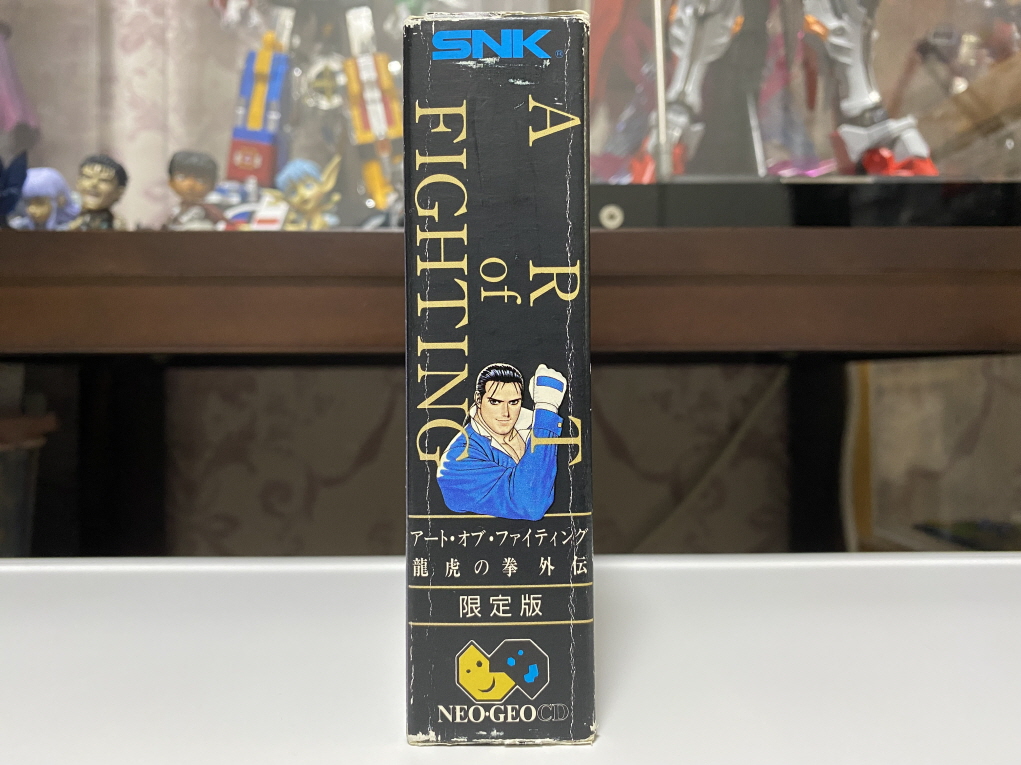 SNK
ART
of
FIGHTING
アート・オブ・ファイティング
龍虎の拳外伝
限定版
NEO・GEO CD